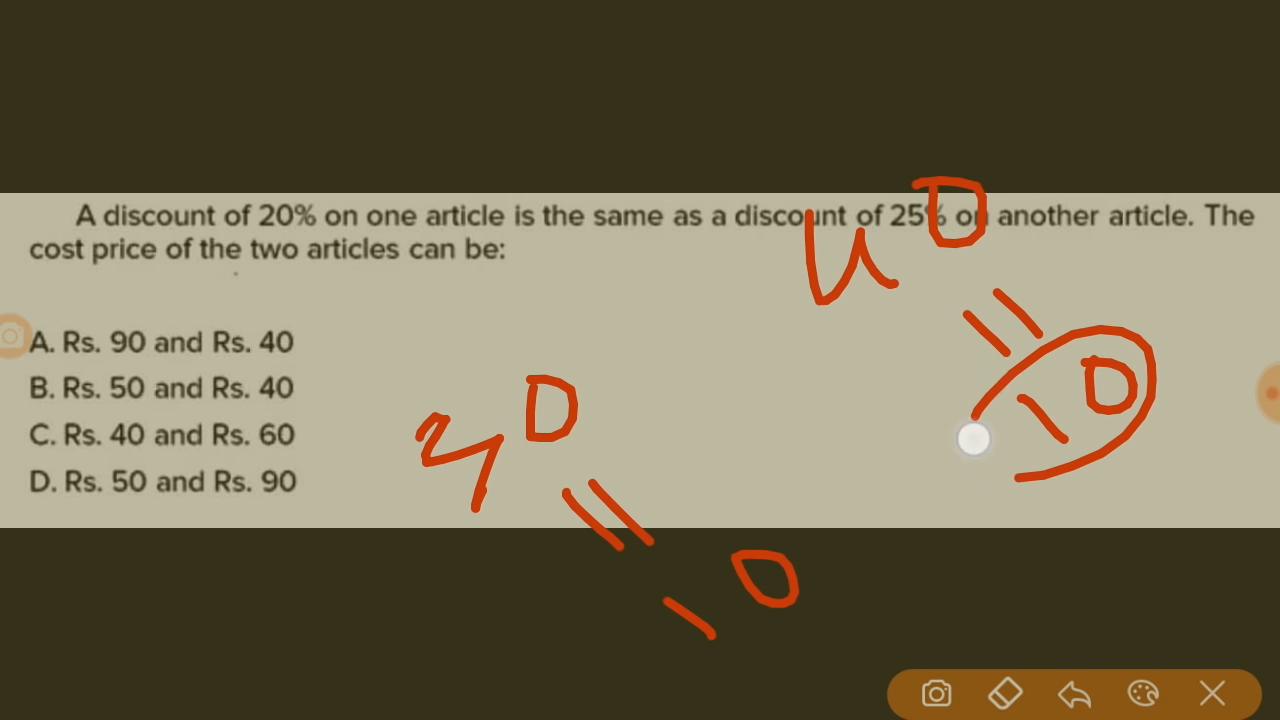 A discount of 20% on one article is the same as a discount of 25% on another article. The
cost price of the two articles can be:
A. Rs. 90 and Rs. 40
B. Rs. 50 and Rs. 40
C. Rs. 40 and Rs. 60
D. Rs. 50 and Rs. 90